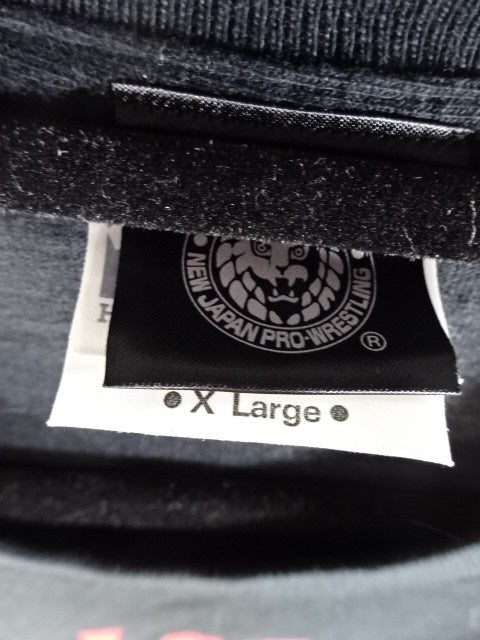 NEW JAPAN PRO-WRESTLING
®
• X Large •